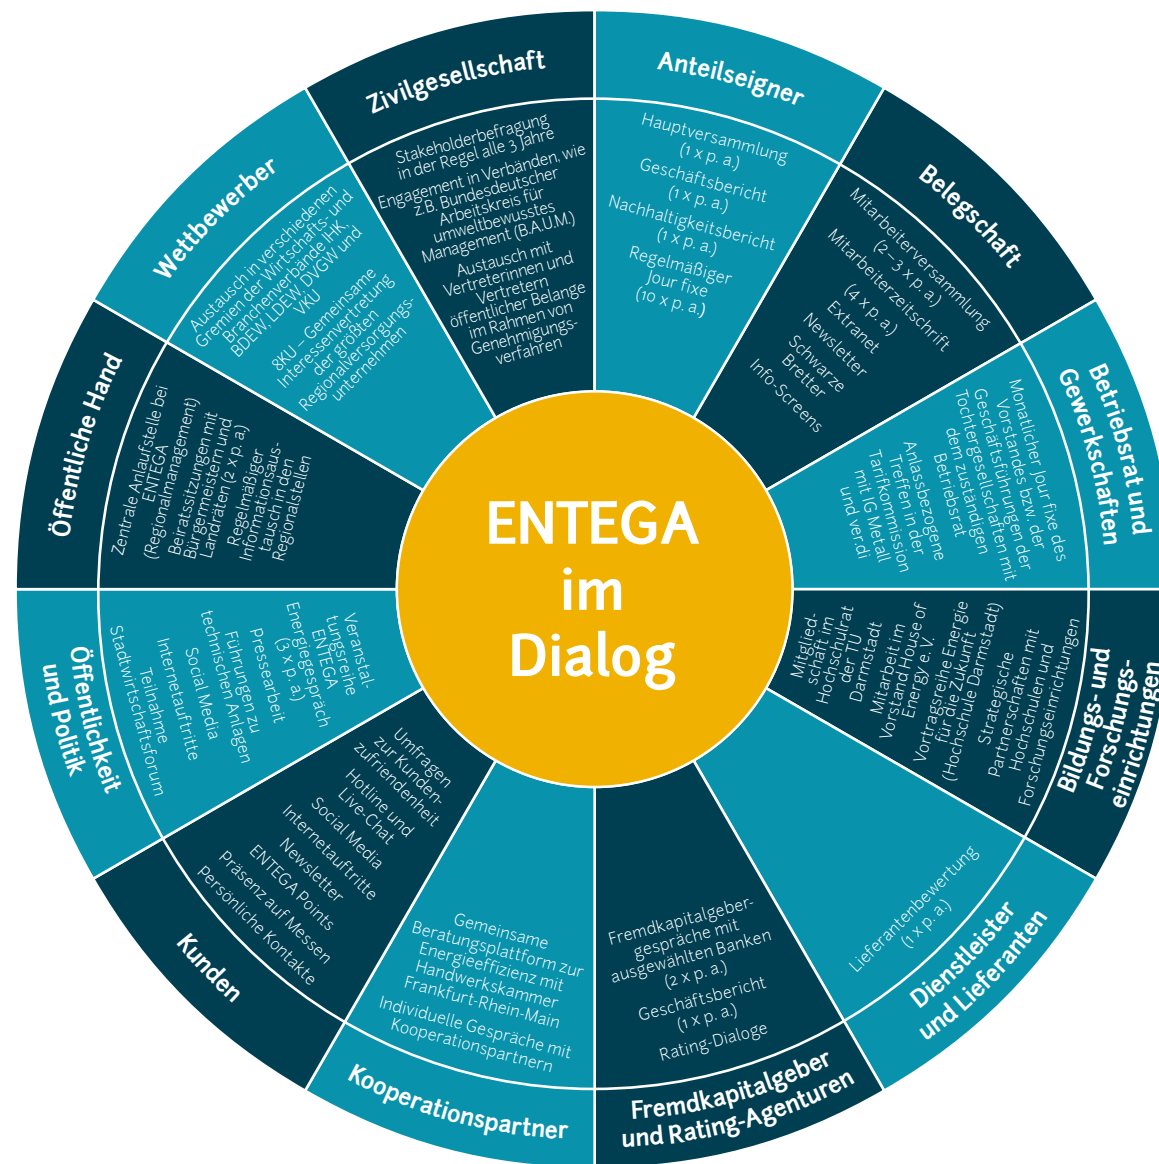 ENTEGA
im
Dialog
Anteilseigner
Hauptversammlung
(1 x p. a.)
Geschäftsbericht
(1 x p. a.)
Nachhaltigkeitsbericht
(1 x p. a.)
Regelmäßiger
Jour fixe
(10 x p. a.)
Belegschaft
Mitarbeiterversammlung
(2–3 x p. a.)
Mitarbeiterzeitschrift
(4 x p. a.)
Extranet
Newsletter
Schwarze
Bretter
Info-Screens
Betriebsrat und
Gewerkschaften
Monatlicher Jour fixe des
Vorstandes bzw. der
Geschäftsführungen der
Tochtergesellschaften mit
dem zuständigen
Betriebsrat
Anlassbezogene
Treffen in der
Tarifkommission
mit IG Metall
und ver.di
Bildungs- und
Forschungs-
einrichtungen
Mitglied-
schaft im
Hochschulrat
der TU
Darmstadt
Mitarbeit im
Vorstand House of
Energy e. V.
Vortragsreihe Energie
für die Zukunft
(Hochschule Darmstadt)
Strategische
Partnerschaften mit
Hochschulen und
Forschungseinrichtungen
Dienstleister
und Lieferanten
Lieferantenbewertung
(1 x p. a.)
Fremdkapitalgeber
und Rating-Agenturen
Fremdkapitalgeber-
gespräche mit
ausgewählten Banken
(2 x p. a.)
Geschäftsbericht
(1 x p. a.)
Rating-Dialoge
Kooperationspartner
Gemeinsame
Beratungsplattform zur
Energieeffizienz mit
Handwerkskammer
Frankfurt-Rhein-Main
Individuelle Gespräche mit
Kooperationspartnern
Kunden
Umfragen
zur Kunden-
zufriendenheit
Hotline und
Live-Chat
Social Media
Internetauftritte
Newsletter
ENTEGA Points
Präsenz auf Messen
Persönliche Kontakte
Öffentlichkeit
und Politik
Veranstal-
tungsreihe
ENTEGA
Energiegespräch
(3 x p. a.)
Pressearbeit
Führungen zu
technischen Anlagen
Social Media
Internetauftritte
Teilnahme
Stadtwirtschaftsforum
Öffentliche Hand
Zentrale Anlaufstelle bei
ENTEGA
(Regionalmanagement)
Beiratssitzungen mit
Bürgermeistern und
Landräten (2 x p. a.)
Regelmäßiger
Informationsaus-
tausch in den
Regionalstellen
Wettbewerber
Austausch in verschiedenen
Gremien der Wirtschafts- und
Branchenverbände IHK,
BDEW, LDEW, DVGW und
VKU
8KU – Gemeinsame
Interessenvertretung
der größten
Regionalversorgungs-
unternehmen
Zivilgesellschaft
Stakeholderbefragung
in der Regel alle 3 Jahre
Engagement in Verbänden, wie
z.B. Bundesdeutscher
Arbeitskreis für
umweltbewusstes
Management (B.A.U.M.)
Austausch mit
Vertreterinnen und
Vertretern
öffentlicher Belange
im Rahmen von
Genehmigungs-
verfahren